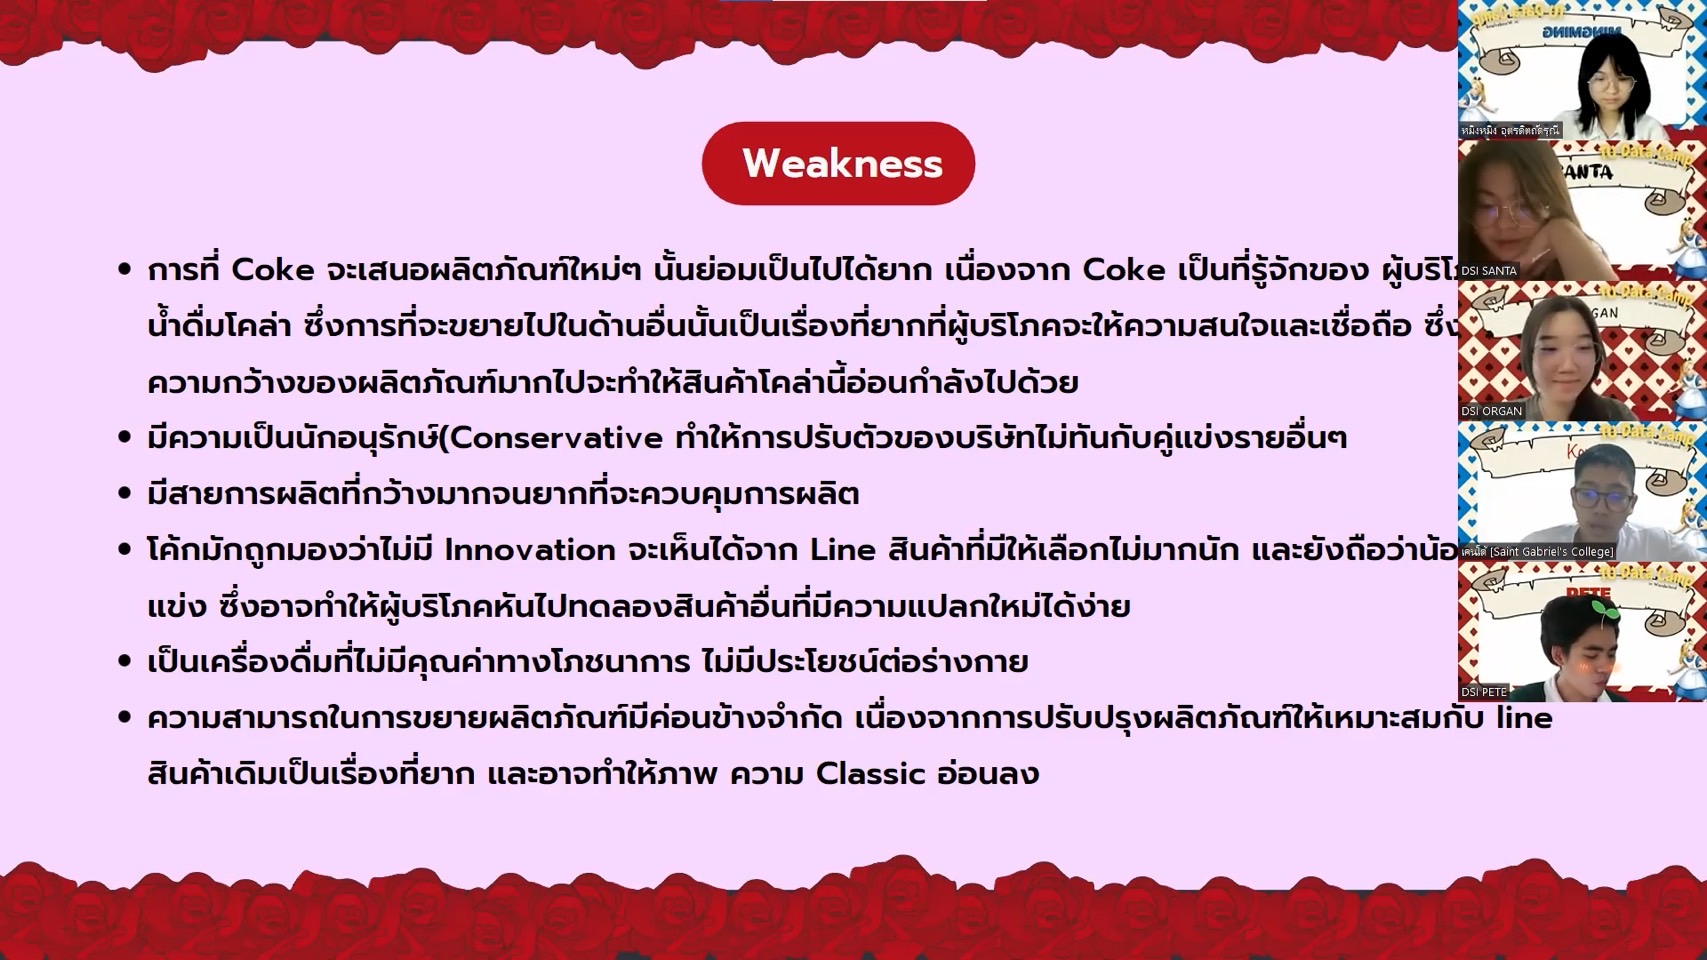 Weakness
• การที่ Coke จะเสนอผลิตภัณฑ์ใหม่ๆ นั้นย่อมเป็นไปได้ยาก เนื่องจาก Coke เป็นที่รู้จักของ
น้ำดื่มโคล่า ซึ่งการที่จะขยายไปในด้านอื่นนั้นเป็นเรื่องที่ยากที่ผู้บริโภคจะให้ความสนใจและเชื่อถือ ซึ่ง
ความกว้างของผลิตภัณฑ์มากไปจะทำให้สินค้าโคล่านี้อ่อนกำลังไปด้วย
• มีความเป็นนักอนุรักษ์(Conservative ทำให้การปรับตัวของบริษัทไม่ทันกับคู่แข่งรายอื่นๆ
• มีสายการผลิตที่กว้างมากจนยากที่จะควบคุมการผลิต
• โค้กมักถูกมองว่าไม่มี Innovation จะเห็นได้จาก Line สินค้าที่มีให้เลือกไม่มากนัก และยังถือว่า
แข่ง ซึ่งอาจทำให้ผู้บริโภคหันไปทดลองสินค้าอื่นที่มีความแปลกใหม่ได้ง่าย
• เป็นเครื่องดื่มที่ไม่มีคุณค่าทางโภชนาการ ไม่มีประโยชน์ต่อร่างกาย
• ความสามารถในการขยายผลิตภัณฑ์มีค่อนข้างจำกัด เนื่องจากการปรับปรุงผลิตภัณฑ์ให้เหมาะสมกับ line
สินค้าเดิมเป็นเรื่องที่ยาก และอาจทำให้ภาพ ความ Classic อ่อนลง
DSI SANTA
DSI ORGAN
เคนโด้ [Saint Gabriel's College]
PETE
DSI PETE